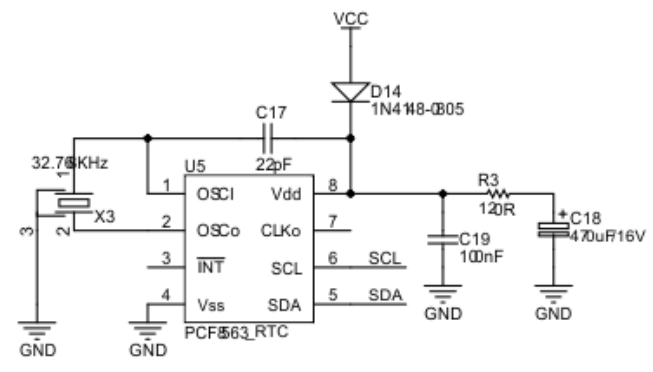 VCC
D14
1N4148-0805
C17
22pF
32.768KHz
1
X3
2
3
U5
1 OSCI Vdd 8
2 OSCo CLKo 7
3 INT SCL 6 SCL
4 Vss SDA 5 SDA
PCF8563_RTC
R3
120R
C19
100nF
+
C18
470uF/16V
GND
GND
GND
GND